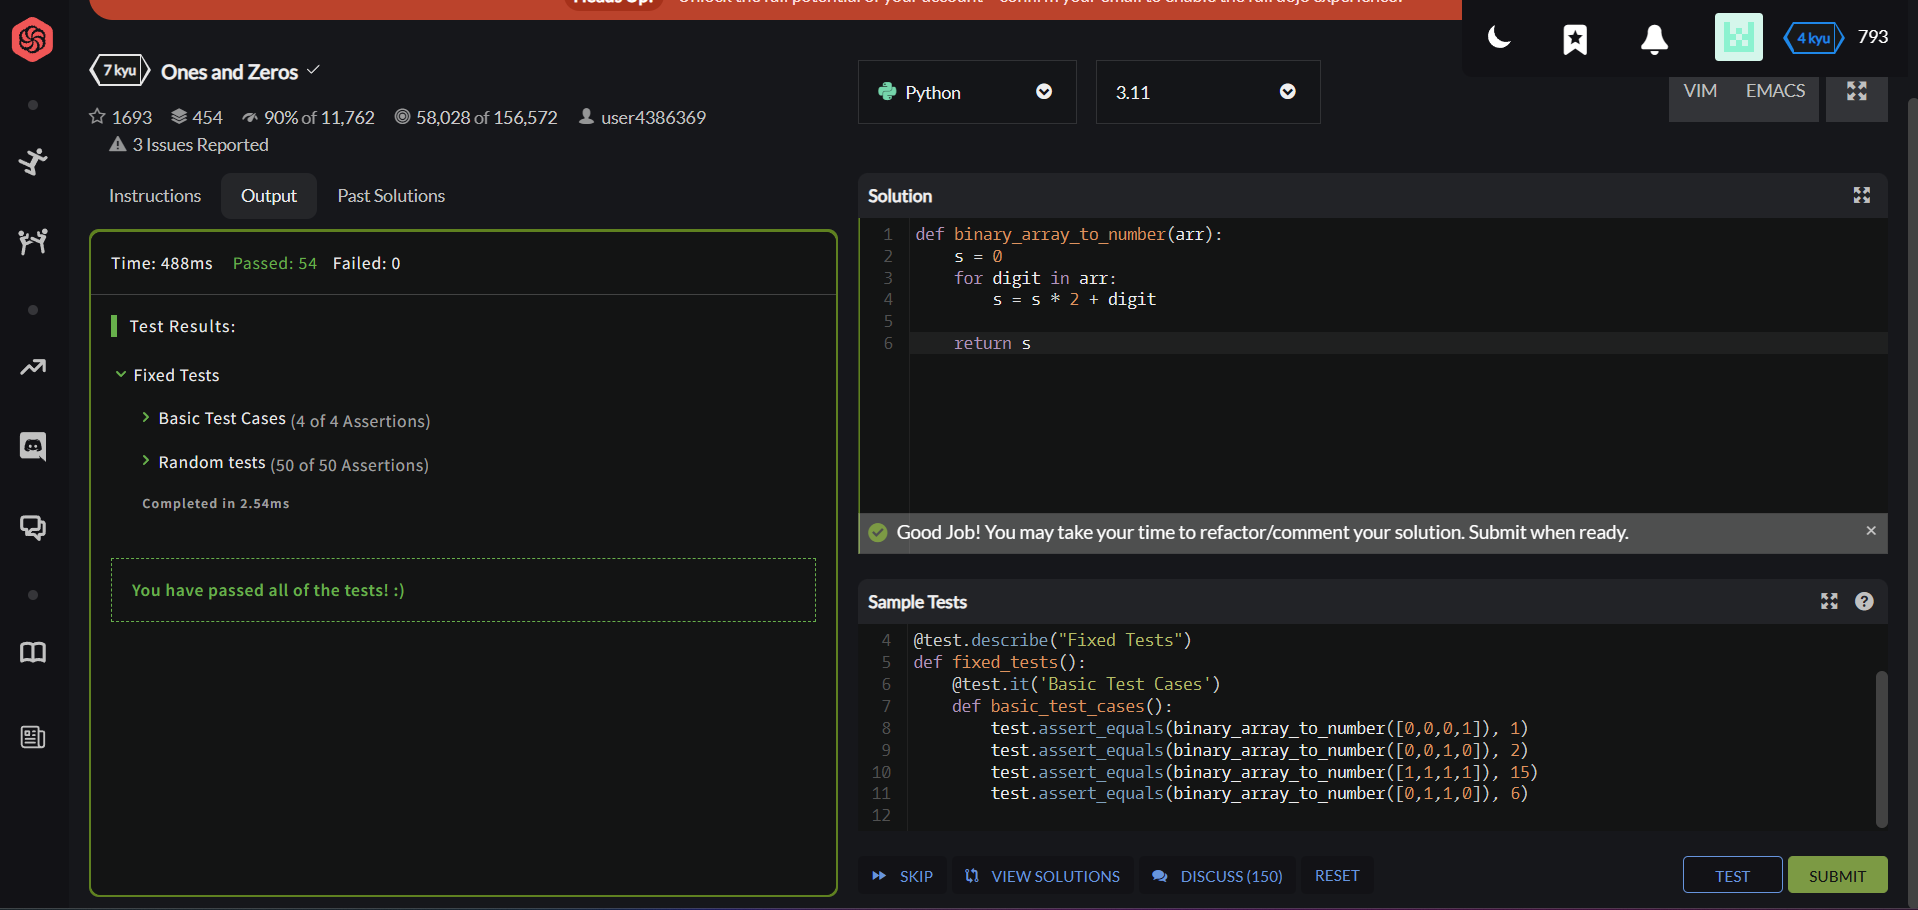 Heads Up! Unlock the full potential of your account - confirm your email to enable the full dojo experience.
4 kyu 793
7 kyu Ones and Zeros
1693 454 90% of 11,762 58,028 of 156,572 user4386369
3 Issues Reported
Python 3.11 VIM EMACS
Instructions Output Past Solutions
Time: 488ms Passed: 54 Failed: 0
Test Results:
Fixed Tests
Basic Test Cases (4 of 4 Assertions)
Random tests (50 of 50 Assertions)
Completed in 2.54ms
You have passed all of the tests! :)
Solution
1 def binary_array_to_number(arr):
2     s = 0
3     for digit in arr:
4         s = s * 2 + digit
5
6     return s
Good Job! You may take your time to refactor/comment your solution. Submit when ready. ×
Sample Tests ?
4 @test.describe("Fixed Tests")
5 def fixed_tests():
6     @test.it('Basic Test Cases')
7     def basic_test_cases():
8         test.assert_equals(binary_array_to_number([0,0,0,1]), 1)
9         test.assert_equals(binary_array_to_number([0,0,1,0]), 2)
10         test.assert_equals(binary_array_to_number([1,1,1,1]), 15)
11         test.assert_equals(binary_array_to_number([0,1,1,0]), 6)
12
SKIP VIEW SOLUTIONS DISCUSS (150) RESET TEST SUBMIT